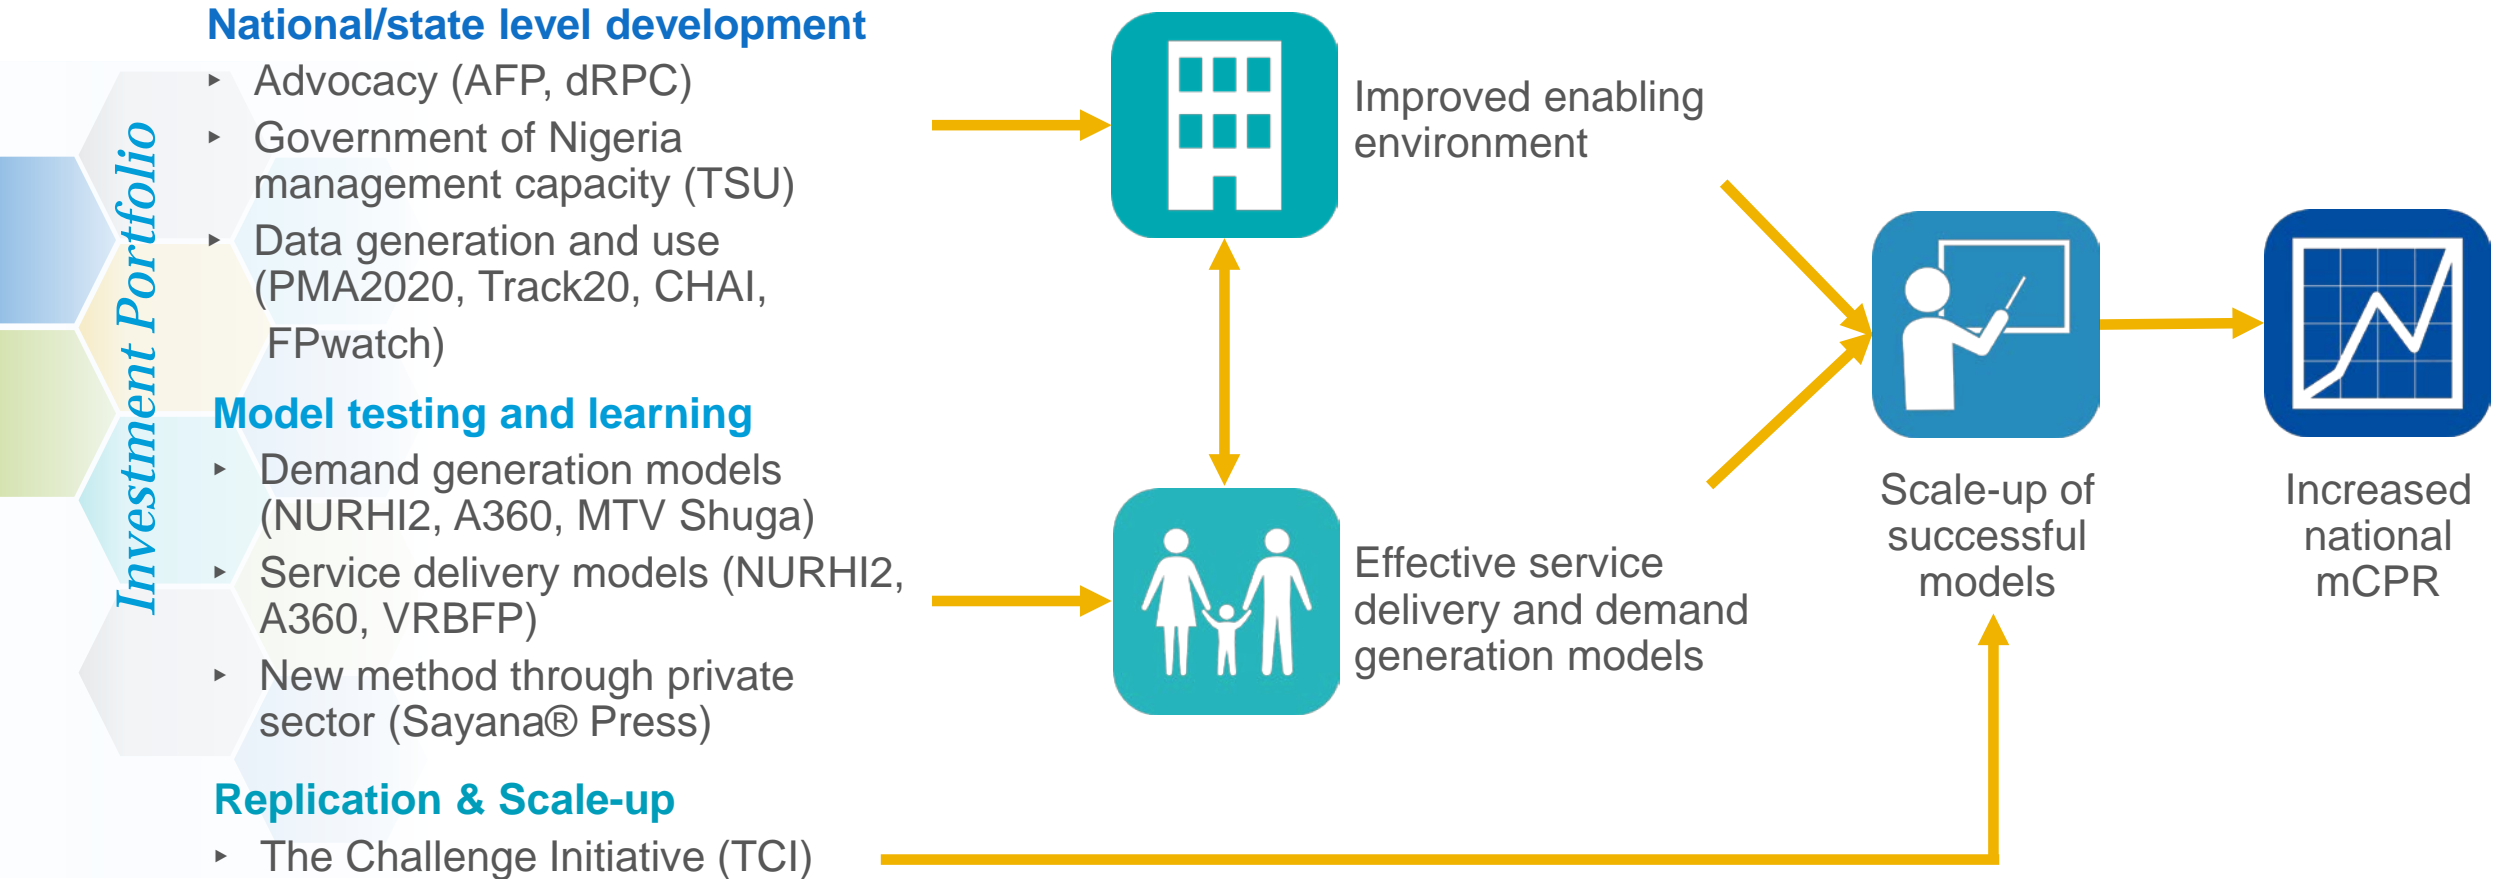 Investment Portfolio
National/state level development
‣ Advocacy (AFP, dRPC)
‣ Government of Nigeria
management capacity (TSU)
‣ Data generation and use
(PMA2020, Track20, CHAI,
FPwatch)
Model testing and learning
‣ Demand generation models
(NURHI2, A360, MTV Shuga)
‣ Service delivery models (NURHI2,
A360, VRBFP)
‣ New method through private
sector (Sayana® Press)
Replication & Scale-up
‣ The Challenge Initiative (TCI)
Improved enabling
environment
Effective service
delivery and demand
generation models
Scale-up of
successful
models
Increased
national
mCPR